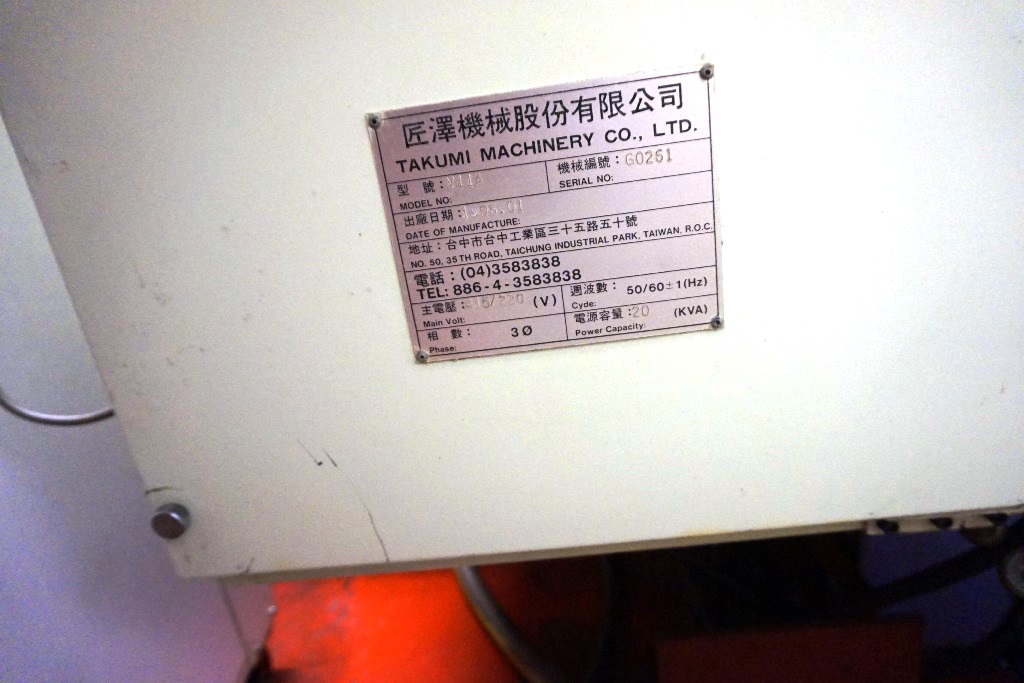 匠澤機械股份有限公司
TAKUMI MACHINERY CO., LTD.
型 號: 機械編號: G0261
MODEL NO: SERIAL NO:
出廠日期:
DATE OF MANUFACTURE:
地址:台中市台中工業區三十五路五十號
NO. 50, 35TH ROAD, TAICHUNG INDUSTRIAL PARK, TAIWAN, R.O.C.
電話:(04)3583838
TEL: 886-4-3583838
主電壓: (V) 週波數: 50/60±1(Hz)
Main Volt: Cycle:
相 數: 3Ø 電源容量:20 (KVA)
Phase: Power Capacity: